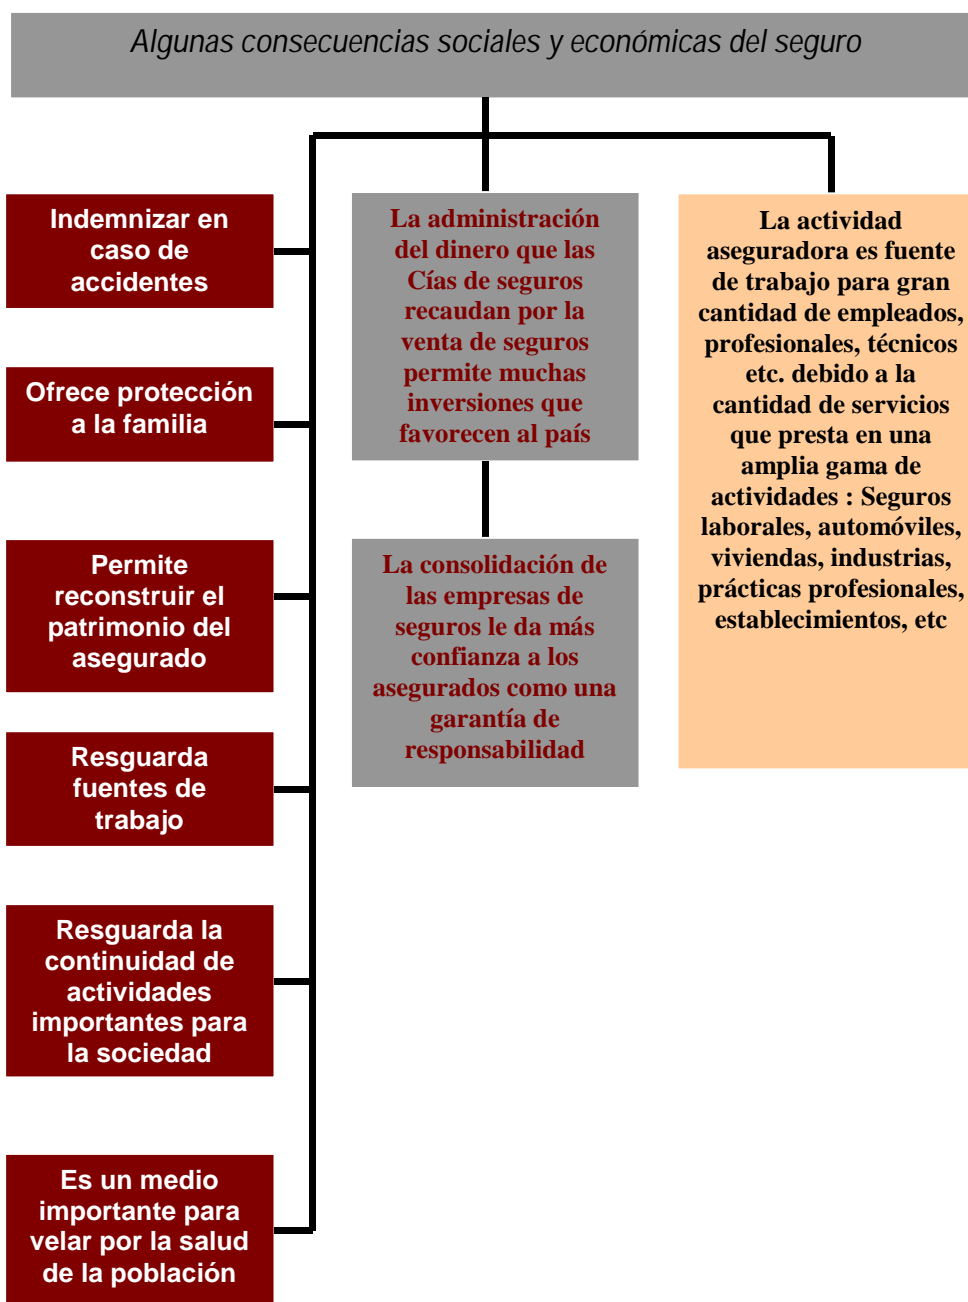 Algunas consecuencias sociales y económicas del seguro
Indemnizar en
caso de
accidentes
Ofrece protección
a la familia
Permite
reconstruir el
patrimonio del
asegurado
Resguarda
fuentes de
trabajo
Resguarda la
continuidad de
actividades
importantes para
la sociedad
Es un medio
importante para
velar por la salud
de la población
La administración
del dinero que las
Cías de seguros
recaudan por la
venta de seguros
permite muchas
inversiones que
favorecen al país
La consolidación de
las empresas de
seguros le da más
confianza a los
asegurados como una
garantía de
responsabilidad
La actividad
aseguradora es fuente
de trabajo para gran
cantidad de empleados,
profesionales, técnicos
etc. debido a la
cantidad de servicios
que presta en una
amplia gama de
actividades : Seguros
laborales, automóviles,
viviendas, industrias,
prácticas profesionales,
establecimientos, etc